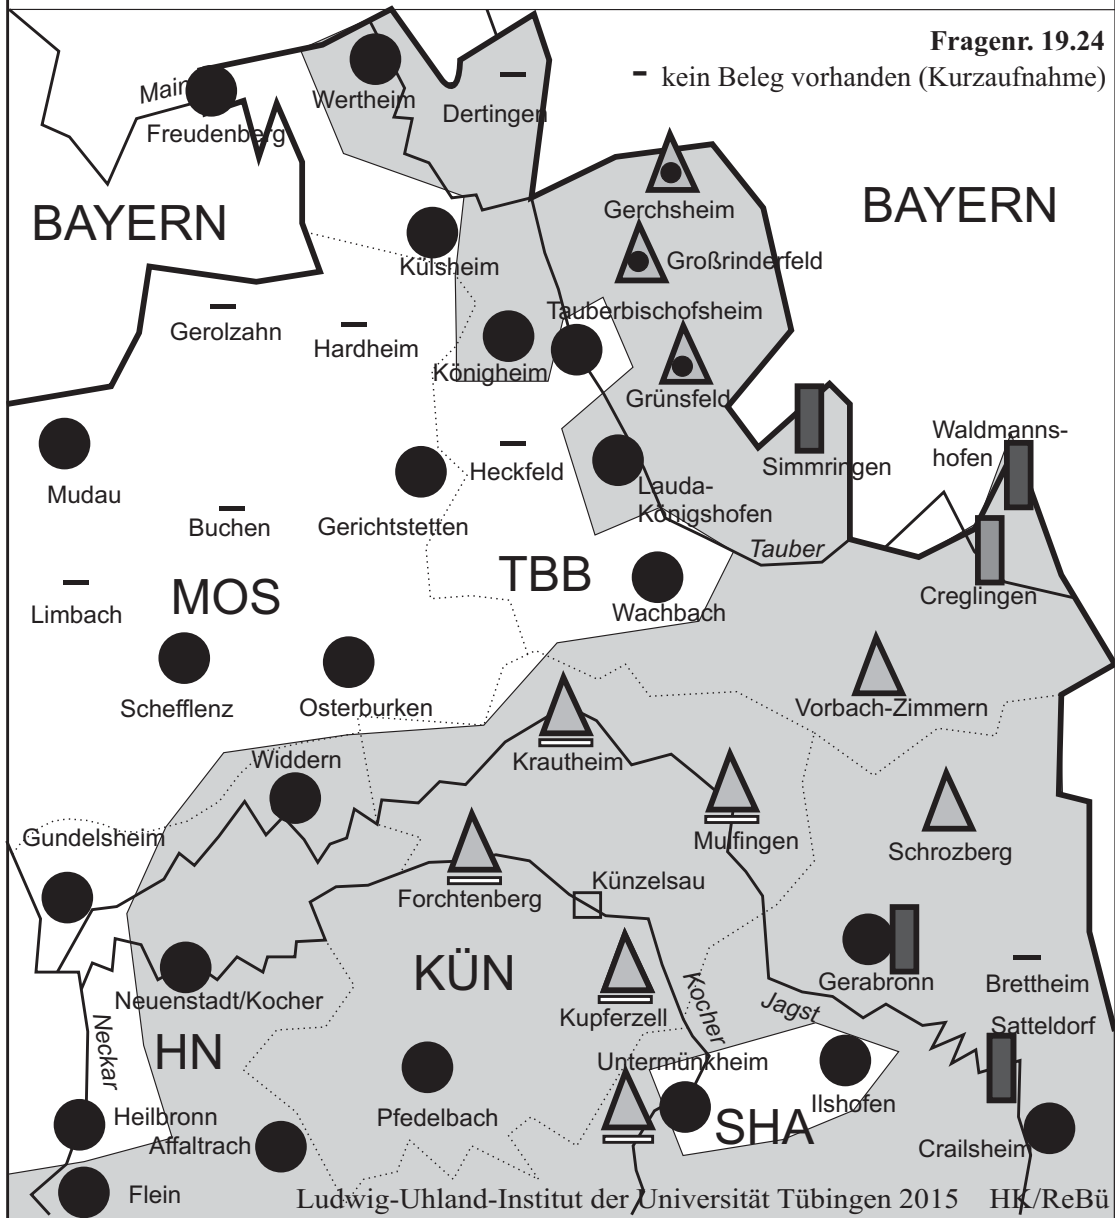 Fragenr. 19.24
- kein Beleg vorhanden (Kurzaufnahme)
Main
Freudenberg
Wertheim
Dertingen
BAYERN
BAYERN
Gerchsheim
Großrinderfeld
Külsheim
Gerolzahn
Hardheim
Tauberbischofsheim
Königheim
Grünsfeld
Simmringen
Waldmanns-
hofen
Mudau
Buchen
Gerichtstetten
Heckfeld
Lauda-
Königshofen
Tauber
Limbach
MOS
TBB
Wachbach
Creglingen
Schefflenz
Osterburken
Vorbach-Zimmern
Widdern
Krautheim
Gundelsheim
Mulfingen
Schrozberg
Forchtenberg
Künzelsau
Neuenstadt/Kocher
KÜN
Gerabronn
Brettheim
Kupferzell
Kocher
Jagst
Satteldorf
Neckar
HN
Untermünkheim
Ilshofen
Heilbronn
Pfedelbach
SHA
Affaltrach
Crailsheim
Flein
Ludwig-Uhland-Institut der Universität Tübingen 2015 HK/ReBü